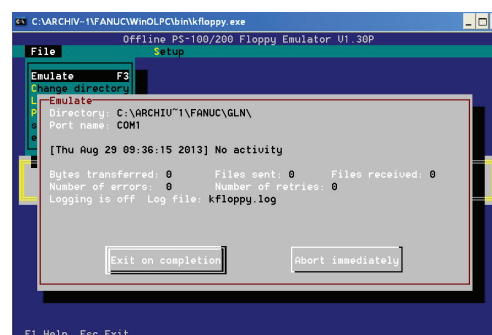 C:\ARCHIV~1\FANUC\WinOLPC\bin\kfloppy.exe
Offline PS-100/200 Floppy Emulator V1.30P
File Setup
Emulate F3
Change directory
L
P
s
e
Emulate
Directory: C:\ARCHIV~1\FANUC\GLN\
Port name: COM1
[Thu Aug 29 09:36:15 2013] No activity
Bytes transferred: 0 Files sent: 0 Files received: 0
Number of errors: 0 Number of retries: 0
Logging is off Log file: kfloppy.log
Exit on completion Abort immediately
F1 Help Esc Exit